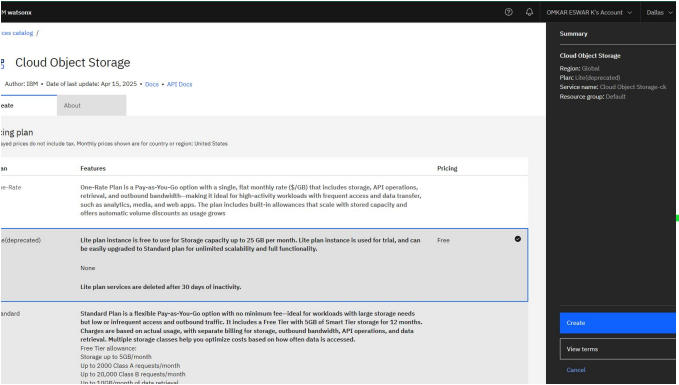 M watsonx
OMKAR ESWAR K's Account
Dallas
ces catalog /
Cloud Object Storage
Author: IBM • Date of last update: Apr 15, 2025 • Docs • API Docs
eate
About
cing plan
ayed prices do not include tax. Monthly prices shown are for country or region: United States
an
Features
Pricing
ne-Rate
One-Rate Plan is a Pay-as-You-Go option with a single, flat monthly rate ($/GB) that includes storage, API operations,
retrieval, and outbound bandwidth—making it ideal for high-activity workloads with frequent access and data transfer,
such as analytics, media, and web apps. The plan includes built-in allowances that scale with stored capacity and
offers automatic volume discounts as usage grows
e(deprecated)
Lite plan instance is free to use for Storage capacity up to 25 GB per month. Lite plan instance is used for trial, and can
be easily upgraded to Standard plan for unlimited scalability and full functionality.
Free
None
Lite plan services are deleted after 30 days of inactivity.
andard
Standard Plan is a flexible Pay-as-You-Go option with no minimum fee—ideal for workloads with large storage needs
but low or infrequent access and outbound traffic. It includes a Free Tier with 5GB of Smart Tier storage for 12 months.
Charges are based on actual usage, with separate billing for storage, outbound bandwidth, API operations, and data
retrieval. Multiple storage classes help you optimize costs based on how often data is accessed.
Free Tier allowance:
Storage up to 5GB/month
Up to 2000 Class A requests/month
Up to 20,000 Class B requests/month
Up to 10GB/month of data retrieval
Summary
Cloud Object Storage
Region: Global
Plan: Lite(deprecated)
Service name: Cloud Object Storage-ck
Resource group: Default
Create
View terms
Cancel